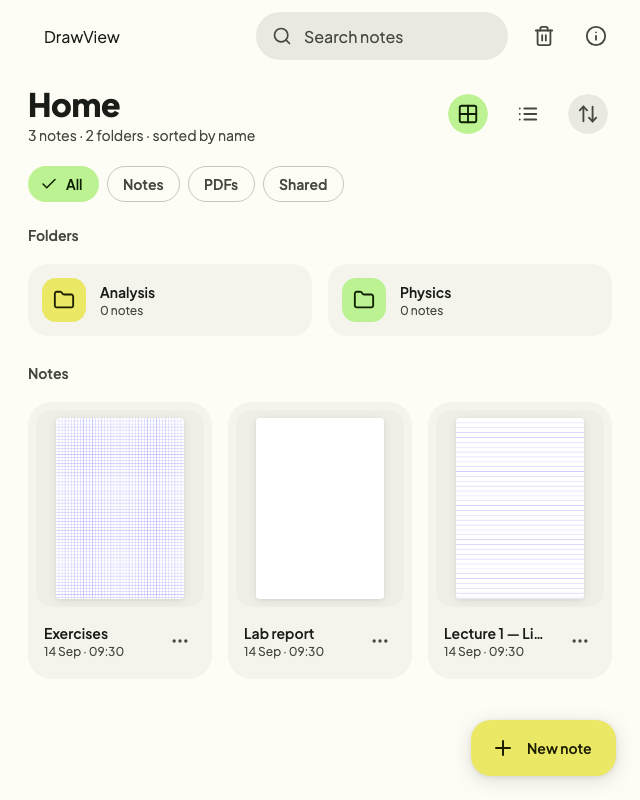 DrawView
Search notes
Home
3 notes · 2 folders · sorted by name
All
Notes
PDFs
Shared
Folders
Analysis
0 notes
Physics
0 notes
Notes
Exercises
14 Sep · 09:30
Lab report
14 Sep · 09:30
Lecture 1 — Li…
14 Sep · 09:30
New note